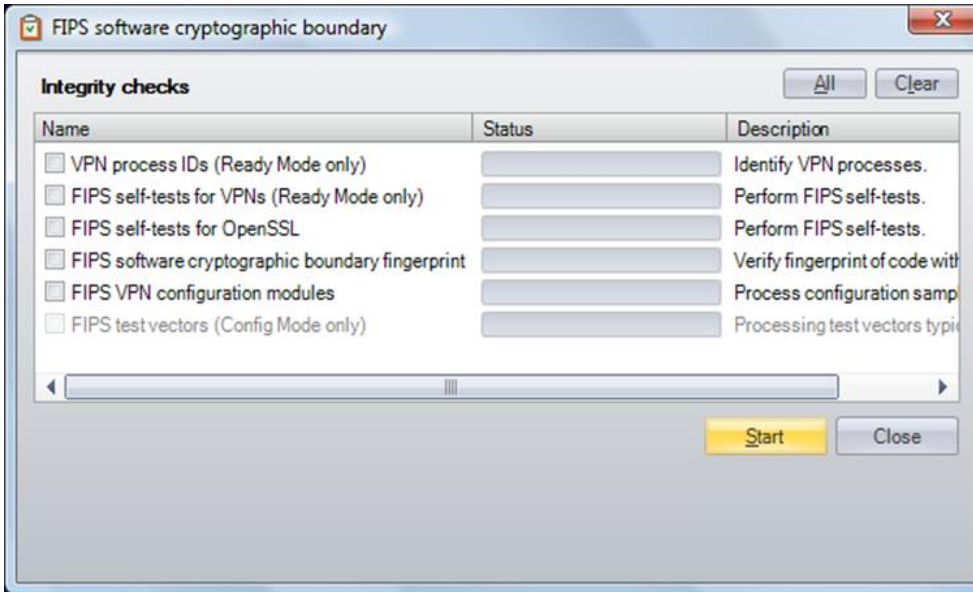 FIPS software cryptographic boundary
Integrity checks All Clear
Name Status Description
VPN process IDs (Ready Mode only) Identify VPN processes.
FIPS self-tests for VPNs (Ready Mode only) Perform FIPS self-tests.
FIPS self-tests for OpenSSL Perform FIPS self-tests.
FIPS software cryptographic boundary fingerprint Verify fingerprint of code with
FIPS VPN configuration modules Process configuration samp
FIPS test vectors (Config Mode only) Processing test vectors typi
Start Close